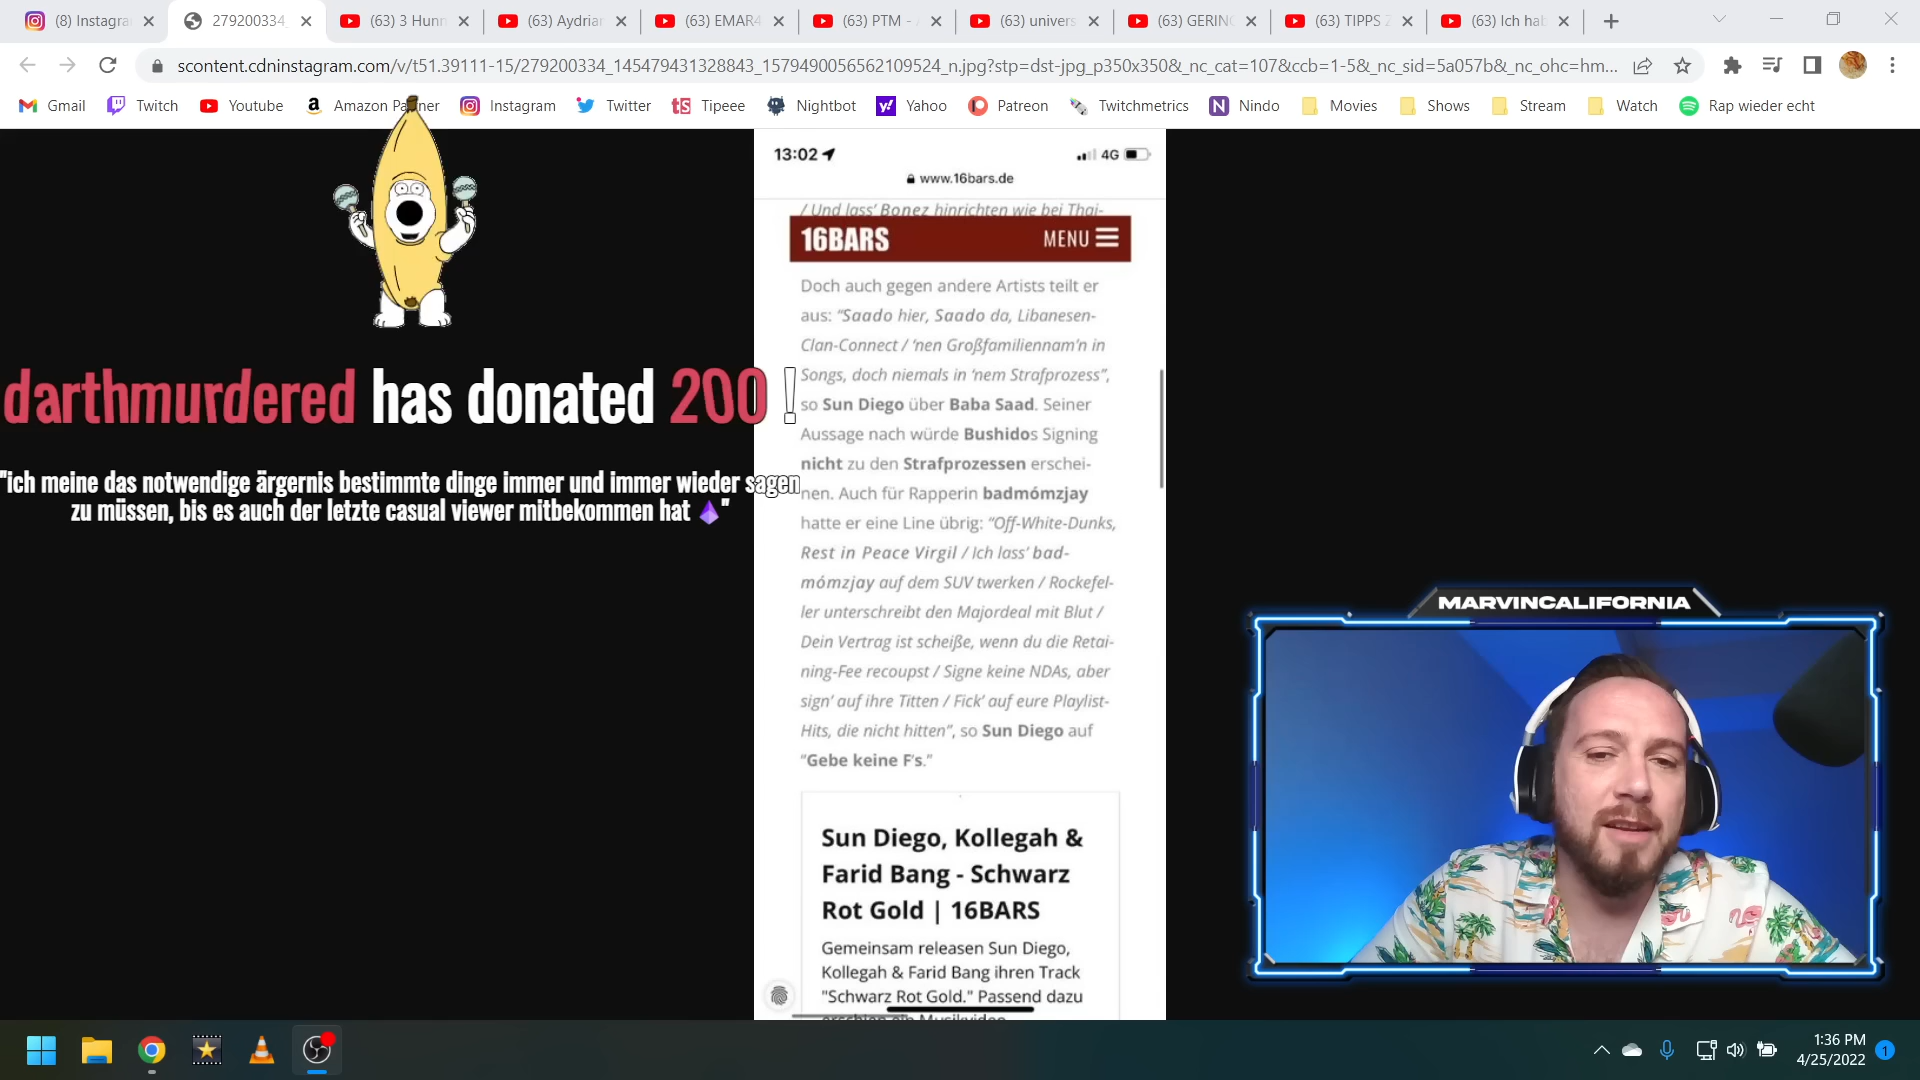 (8) Instagra
279200334_
(63) 3 Hunn
(63) Aydrian
(63) EMAR4
(63) PTM - A
(63) univers
(63) GERING
(63) TIPPS Z
(63) Ich hab
scontent.cdninstagram.com/v/t51.39111-15/279200334_145479431328843_1579490056562109524_n.jpg?stp=dst-jpg_p350x350&_nc_cat=107&ccb=1-5&_nc_sid=5a057b&_nc_ohc=hm...
Gmail
Twitch
Youtube
Amazon Partner
Instagram
Twitter
Tipeee
Nightbot
Yahoo
Patreon
Twitchmetrics
Nindo
Movies
Shows
Stream
Watch
Rap wieder echt
13:02
4G
www.16bars.de
/ Und lass' Bonez hinrichten wie bei Thai-
16BARS
MENU
Doch auch gegen andere Artists teilt er
aus: "Saado hier, Saado da, Libanesen-
Clan-Connect / 'nen Großfamiliennam'n in
Songs, doch niemals in 'nem Strafprozess",
so Sun Diego über Baba Saad. Seiner
Aussage nach würde Bushidos Signing
nicht zu den Strafprozessen erschei-
nen. Auch für Rapperin badmómzjay
hatte er eine Line übrig: "Off-White-Dunks,
Rest in Peace Virgil / Ich lass' bad-
mómzjay auf dem SUV twerken / Rockefel-
ler unterschreibt den Majordeal mit Blut /
Dein Vertrag ist scheiße, wenn du die Retai-
ning-Fee recoupst / Signe keine NDAs, aber
sign' auf ihre Titten / Fick' auf eure Playlist-
Hits, die nicht hitten", so Sun Diego auf
"Gebe keine F's."
Sun Diego, Kollegah &
Farid Bang - Schwarz
Rot Gold | 16BARS
Gemeinsam releasen Sun Diego,
Kollegah & Farid Bang ihren Track
"Schwarz Rot Gold." Passend dazu
erschien ein Musikvideo
darthmurdered has donated 200 !
"ich meine das notwendige ärgernis bestimmte dinge immer und immer wieder sagen
zu müssen, bis es auch der letzte casual viewer mitbekommen hat "
MARVINCALIFORNIA
1:36 PM
4/25/2022
1